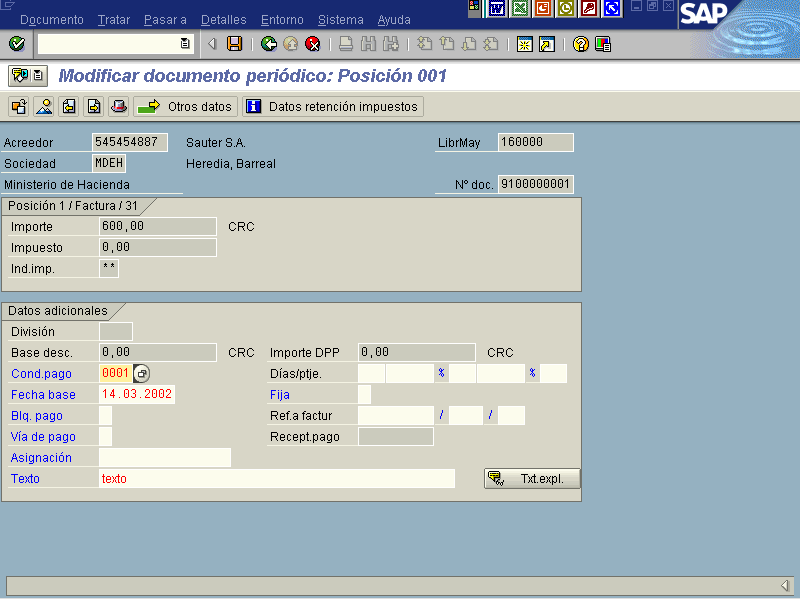 Documento Tratar Pasar a Detalles Entorno Sistema Ayuda
SAP
Modificar documento periódico: Posición 001
Otros datos Datos retención impuestos
Acreedor 545454887 Sauter S.A. LibrMay 160000
Sociedad MDEH Heredia, Barreal
Ministerio de Hacienda Nº doc. 9100000001
Posición 1 / Factura / 31
Importe 600,00 CRC
Impuesto 0,00
Ind.imp. **
Datos adicionales
División
Base desc. 0,00 CRC Importe DPP 0,00 CRC
Cond.pago 0001 Días/ptje. % %
Fecha base 14.03.2002 Fija
Blq. pago Ref.a factur / /
Vía de pago Recept.pago
Asignación
Texto texto Txt.expl.